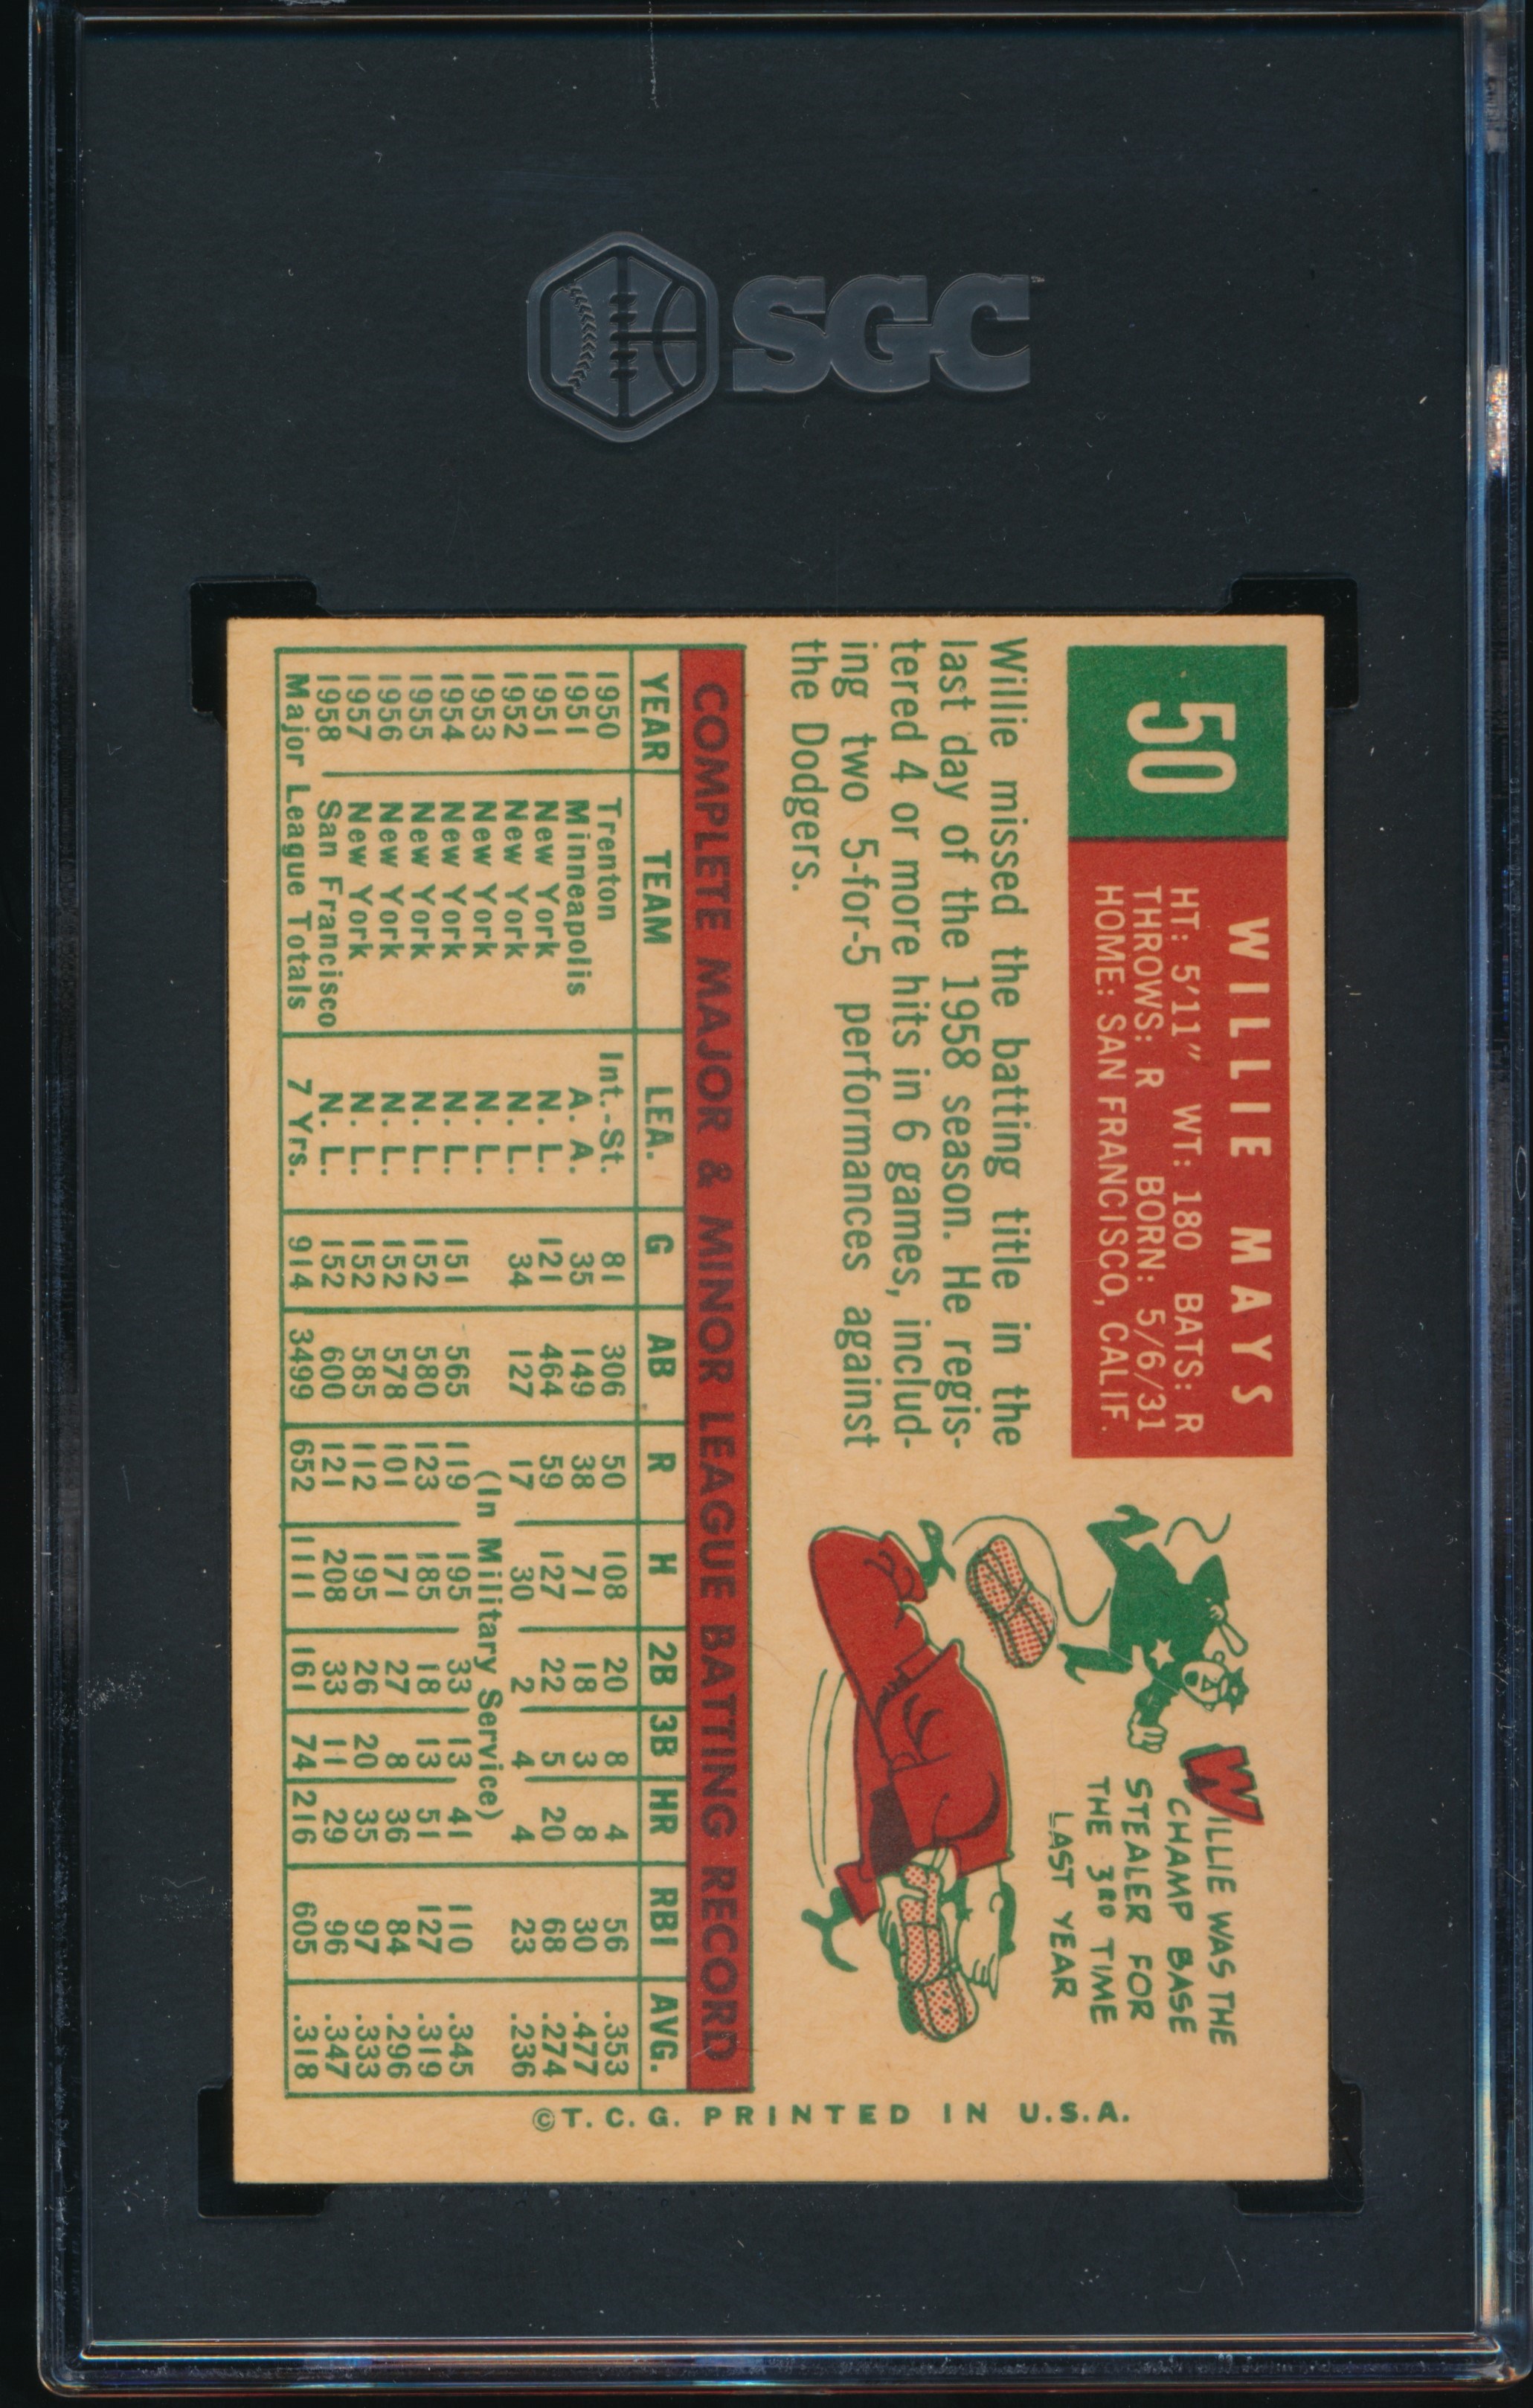 SGC
50
WILLIE MAYS
HT: 5'11" WT: 180 BATS: R
THROWS: R BORN: 5/6/31
HOME: SAN FRANCISCO, CALIF.
Willie missed the batting title in the
last day of the 1958 season. He regis-
tered 4 or more hits in 6 games, includ-
ing two 5-for-5 performances against
the Dodgers.
WILLIE WAS THE
CHAMP BASE
STEALER FOR
THE 3RD TIME
LAST YEAR
COMPLETE MAJOR & MINOR LEAGUE BATTING RECORD
YEAR TEAM LEA. G AB R H 2B 3B HR RBI AVG.
1950 Trenton Int.-St. 81 306 50 108 20 8 4 56 .353
1951 Minneapolis A. A. 35 149 38 71 18 3 8 30 .477
1951 New York N. L. 121 464 59 127 22 5 20 68 .274
1952 New York N. L. 34 127 17 30 2 4 4 23 .236
1953 New York N. L. (In Military Service)
1954 New York N. L. 151 565 119 195 33 13 41 110 .345
1955 New York N. L. 152 580 123 185 18 13 51 127 .319
1956 New York N. L. 152 578 101 171 27 8 36 84 .296
1957 New York N. L. 152 585 112 195 26 20 35 97 .333
1958 San Francisco N. L. 152 600 121 208 33 11 29 96 .347
Major League Totals 7 Yrs. 914 3499 652 1111 161 74 216 605 .318
©T. C. G. PRINTED IN U.S.A.